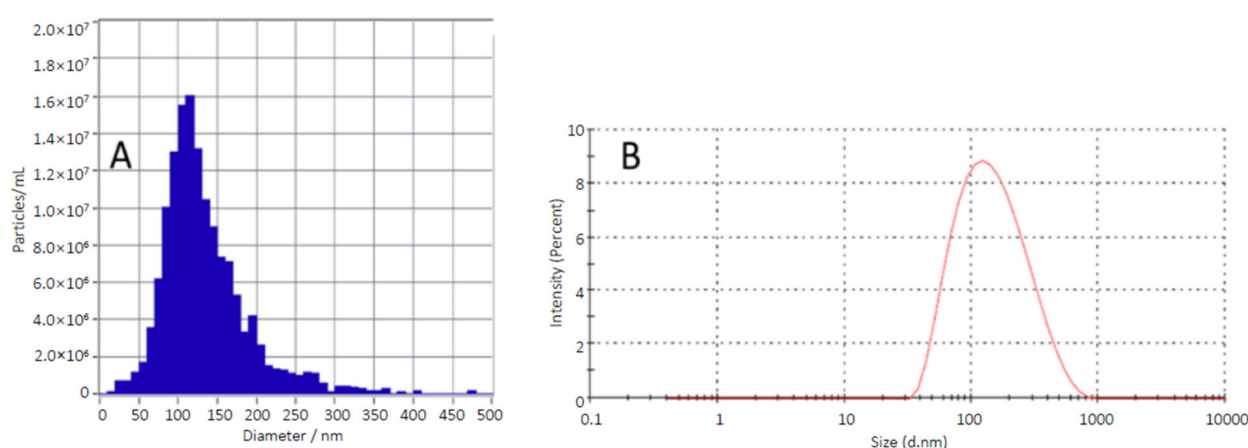 2.0×10⁷
1.8×10⁷
1.6×10⁷
1.4×10⁷
1.2×10⁷
1.0×10⁷
8.0×10⁶
6.0×10⁶
4.0×10⁶
2.0×10⁶
0
Particles/mL
A
0 50 100 150 200 250 300 350 400 450 500
Diameter / nm
B
10
8
6
4
2
0
Intensity (Percent)
0.1 1 10 100 1000 10000
Size (d.nm)